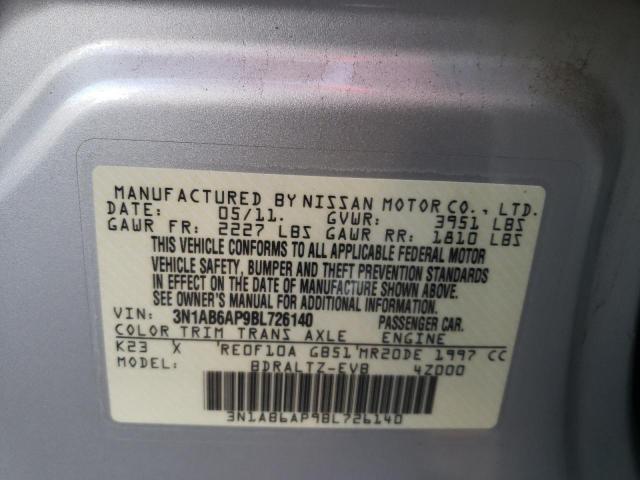 MANUFACTURED BY NISSAN MOTOR CO., LTD.
DATE: 05/11. GVWR: 3951 LBS
GAWR FR: 2227 LBS GAWR RR: 1810 LBS
THIS VEHICLE CONFORMS TO ALL APPLICABLE FEDERAL MOTOR
VEHICLE SAFETY, BUMPER AND THEFT PREVENTION STANDARDS
IN EFFECT ON THE DATE OF MANUFACTURE SHOWN ABOVE.
SEE OWNER'S MANUAL FOR ADDITIONAL INFORMATION.
VIN: 3N1AB6AP9BL726140 PASSENGER CAR.
COLOR TRIM TRANS AXLE ENGINE
K23 X RE0F10A GB51 MR20DE 1997 CC
MODEL: BDRALTZ-EVB 4Z000
3N1AB6AP9BL726140